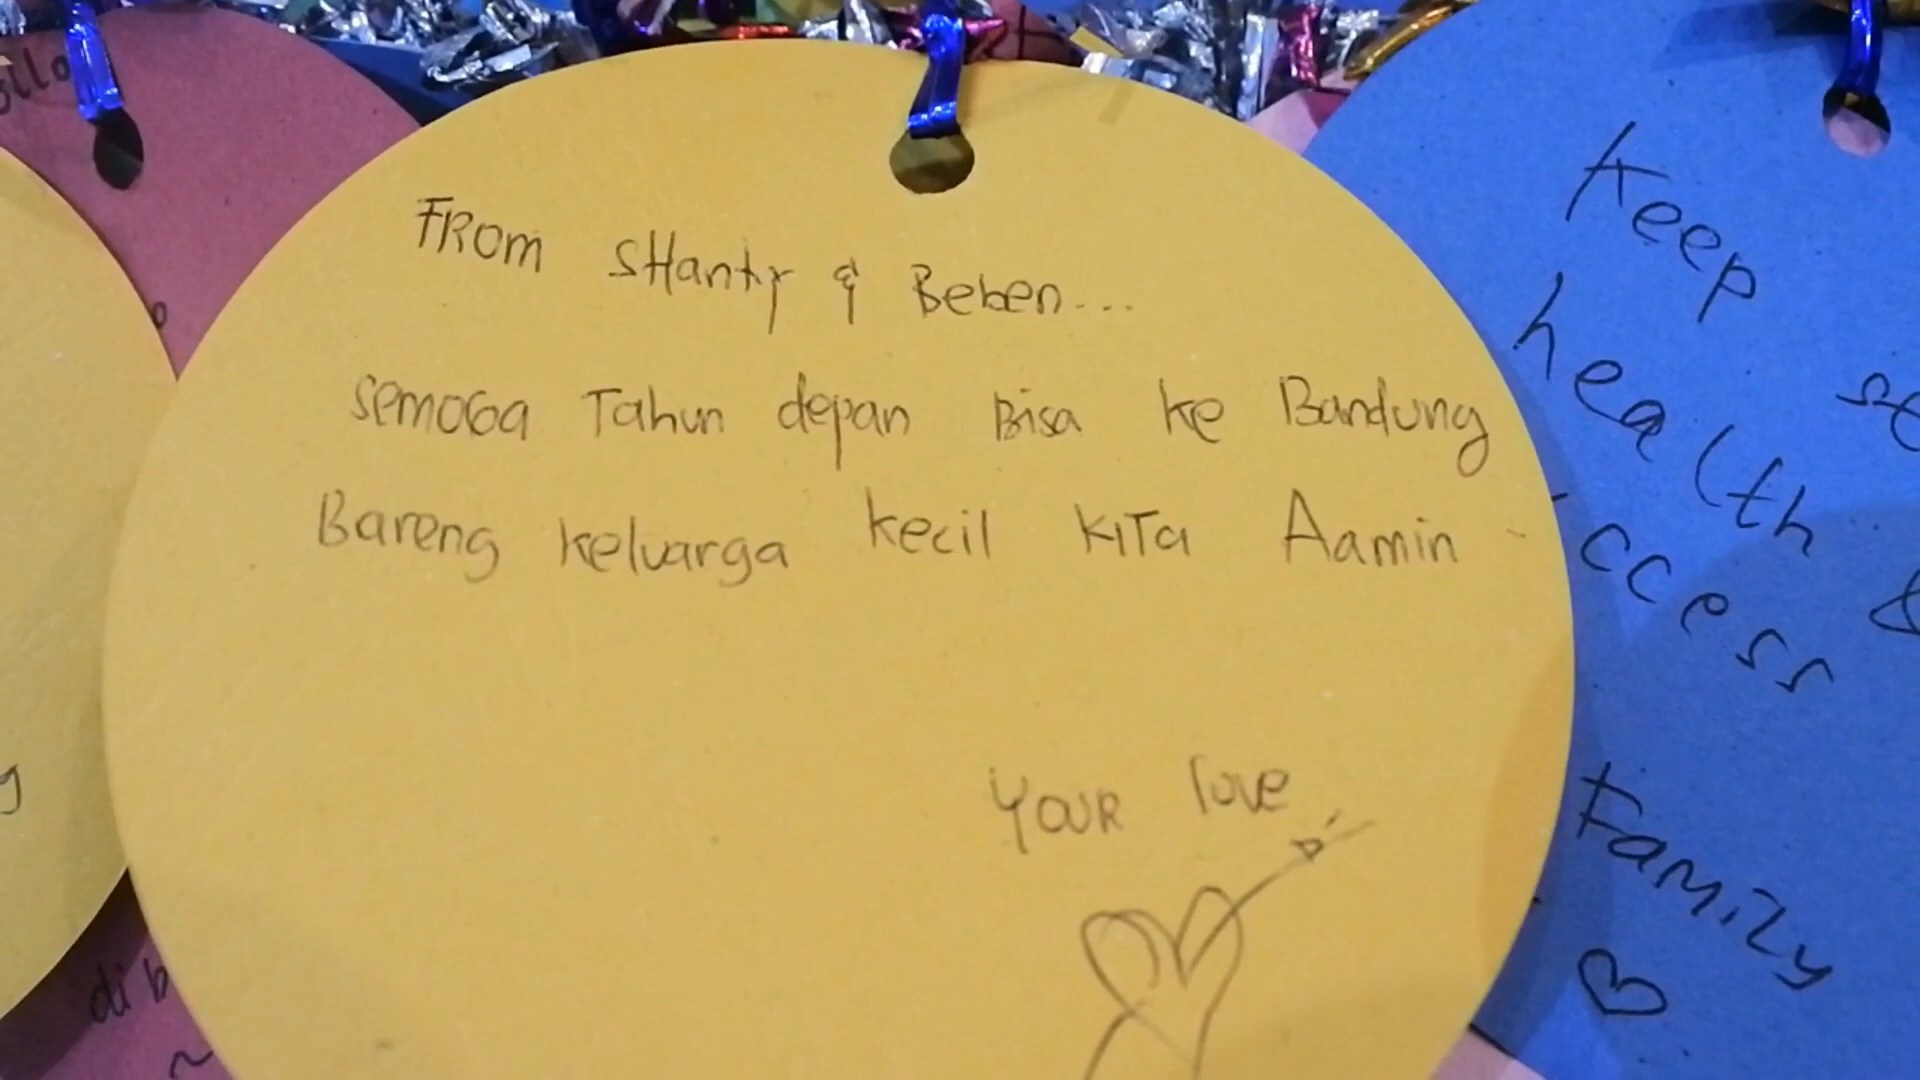 FROM SHanty & Beben...
semoga Tahun depan Bisa ke Bandung
Bareng keluarga kecil KITa Aamin
YOUR love
Keep
health
ccess
Family
di b